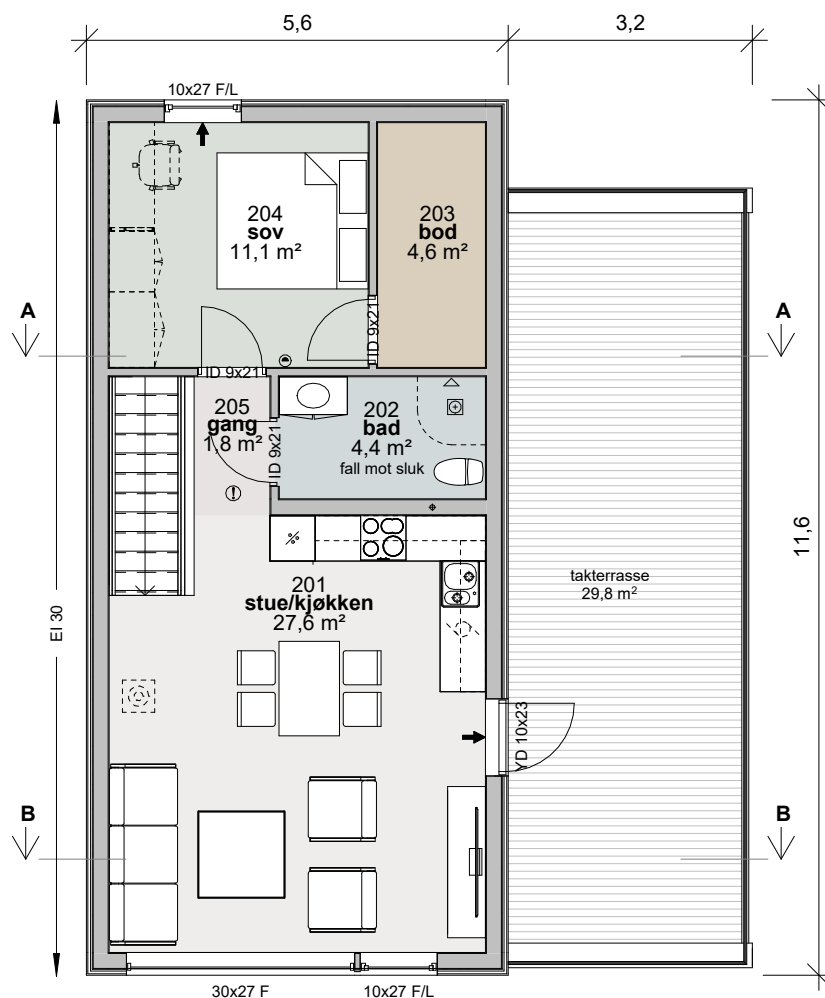 5,6
3,2
10x27 F/L
204
sov
11,1 m²
203
bod
4,6 m²
A
A
ID 9x21
ID 9x21
205
gang
1,8 m²
ID 9x21
202
bad
4,4 m²
fall mot sluk
11,6
EI 30
%
201
stue/kjøkken
27,6 m²
takterrasse
29,8 m²
YD 10x23
B
B
30x27 F
10x27 F/L